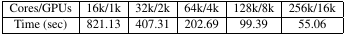 Cores/GPUs 16k/1k 32k/2k 64k/4k 128k/8k 256k/16k
Time (sec) 821.13 407.31 202.69 99.39 55.06